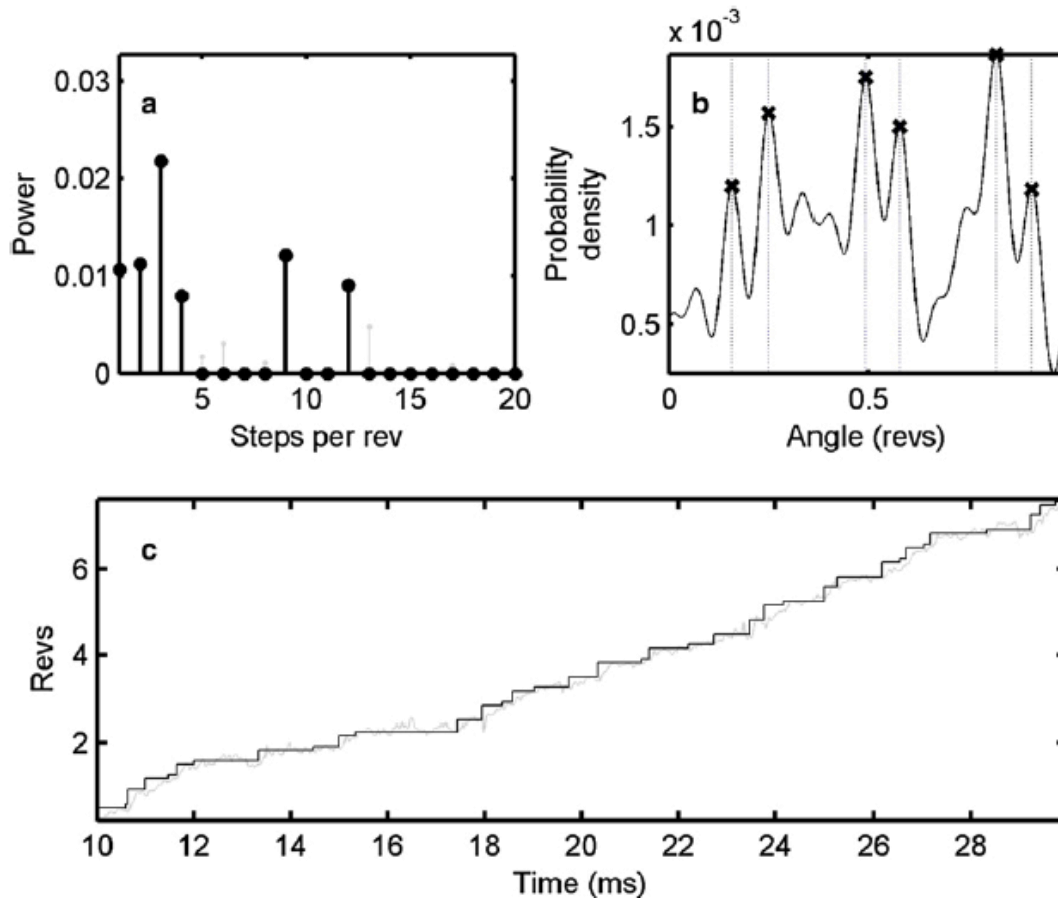 a
0.03
0.02
0.01
0
Power
5 10 15 20
Steps per rev
x 10-3
b
1.5
1
0.5
Probability
density
0 0.5
Angle (revs)
c
6
4
2
Revs
10 12 14 16 18 20 22 24 26 28
Time (ms)